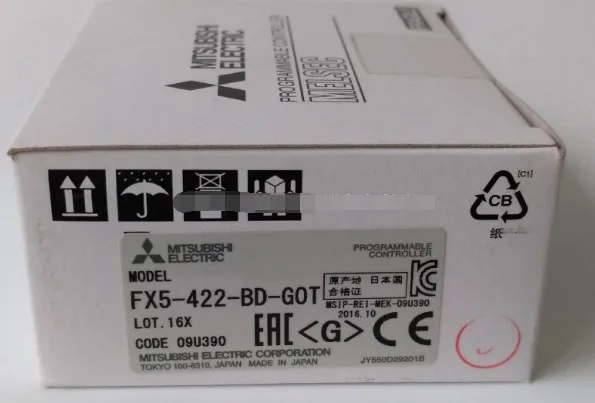 MITSUBISHI
ELECTRIC
PROGRAMMABLE CONTROLLER
MELSEC
[C1]
CB
紙
MITSUBISHI
ELECTRIC
PROGRAMMABLE
CONTROLLER
MODEL
FX5-422-BD-GOT
原产地 日本国
合格证
MSIP-REI-MEK-09U390
2016.10
LOT. 16X
EAC <G> CE
CODE 09U390
MITSUBISHI ELECTRIC CORPORATION
TOKYO 100-8310, JAPAN MADE IN JAPAN
JY550D29201B